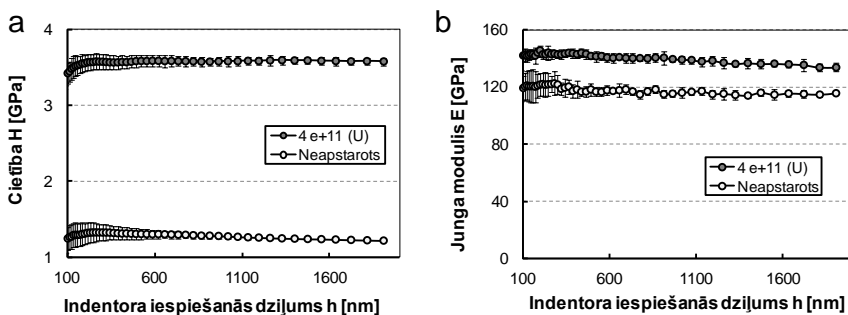 a
Cietība H [GPa]
4
3
2
1
4 e+11 (U)
Neapstarots
100 600 1100 1600
Indentora iespiešanās dziļums h [nm]
b
Junga modulis E [GPa]
160
120
80
40
0
4 e+11 (U)
Neapstarots
100 600 1100 1600
Indentora iespiešanās dziļums h [nm]